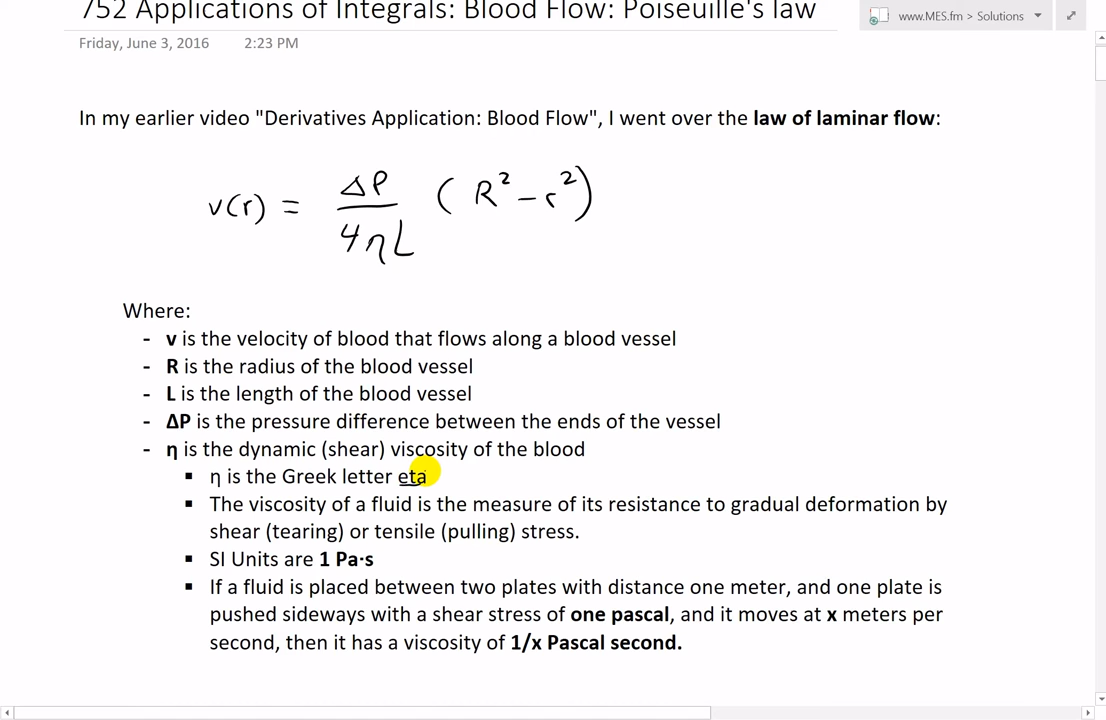 752 Applications of Integrals: Blood Flow: Poiseuille's law
www.MES.fm > Solutions
Friday, June 3, 2016 2:23 PM
In my earlier video "Derivatives Application: Blood Flow", I went over the law of laminar flow:
v(r) = ΔP / 4ηL (R² – r²)
Where:
- v is the velocity of blood that flows along a blood vessel
- R is the radius of the blood vessel
- L is the length of the blood vessel
- ΔP is the pressure difference between the ends of the vessel
- η is the dynamic (shear) viscosity of the blood
▪ η is the Greek letter eta
▪ The viscosity of a fluid is the measure of its resistance to gradual deformation by
shear (tearing) or tensile (pulling) stress.
▪ SI Units are 1 Pa·s
▪ If a fluid is placed between two plates with distance one meter, and one plate is
pushed sideways with a shear stress of one pascal, and it moves at x meters per
second, then it has a viscosity of 1/x Pascal second.